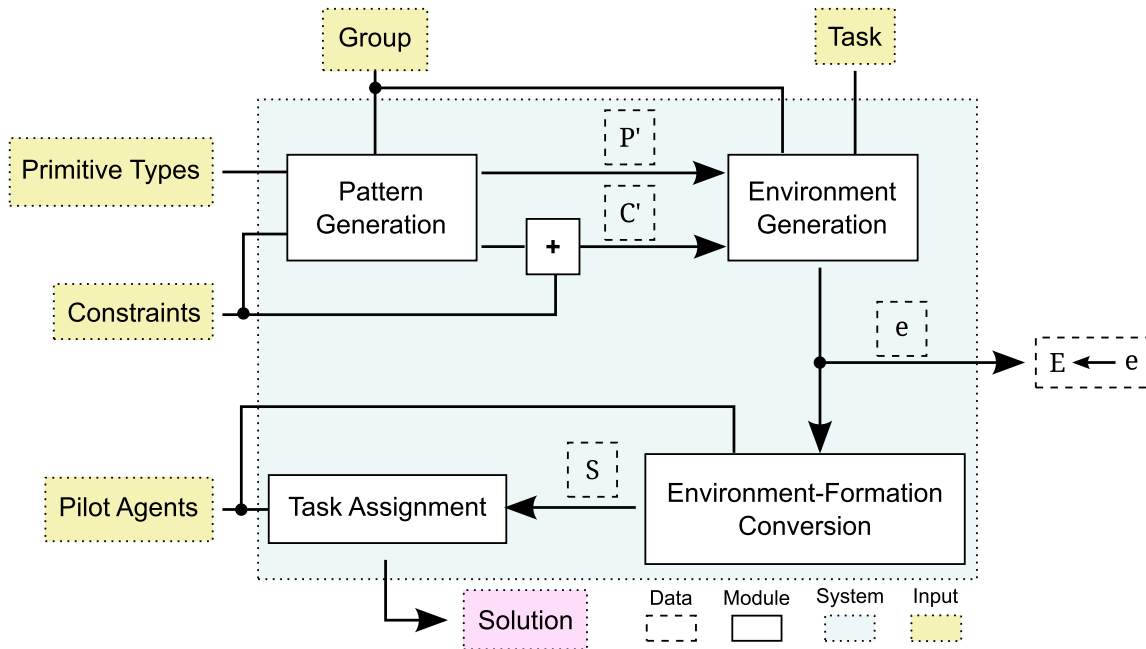 Group
Task
P'
Primitive Types
Pattern
Generation
Environment
Generation
C'
+
Constraints
e
E
e
S
Pilot Agents
Task Assignment
Environment-Formation
Conversion
Solution
Data
Module
System
Input